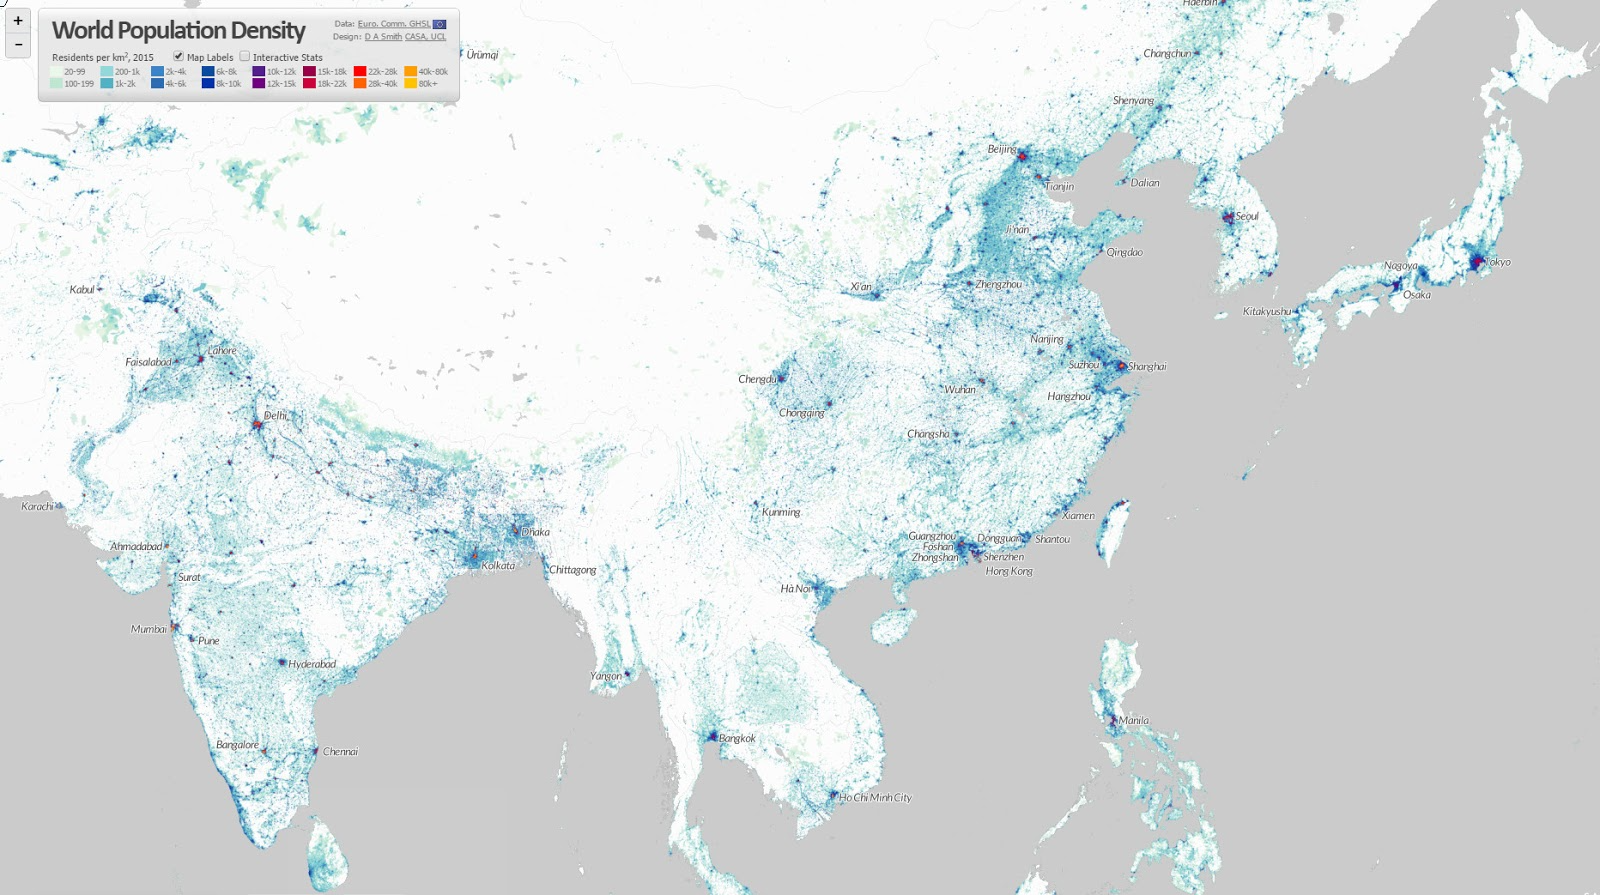 +
-
World Population Density
Data: Euro. Comm. GHSL
Design: D A Smith CASA, UCL
Residents per km², 2015
Map Labels
Interactive Stats
20-99
200-1k
2k-4k
6k-8k
10k-12k
15k-18k
22k-28k
40k-80k
100-199
1k-2k
4k-6k
8k-10k
12k-15k
18k-22k
28k-40k
80k+
Haerbin
Ürümqi
Changchun
Shenyang
Beijing
Tianjin
Dalian
Seoul
Ji'nan
Qingdao
Tokyo
Nagoya
Osaka
Kitakyushu
Kabul
Xi'an
Zhengzhou
Nanjing
Lahore
Faisalabad
Suzhou
Shanghai
Chengdu
Wuhan
Hangzhou
Chongqing
Delhi
Changsha
Karachi
Kunming
Xiamen
Dhaka
Guangzhou
Dongguan
Shantou
Foshan
Ahmadabad
Zhongshan
Shenzhen
Kolkata
Chittagong
Hong Kong
Surat
Hà Noi
Mumbai
Pune
Hyderabad
Yangon
Manila
Bangkok
Bangalore
Chennai
Ho Chi Minh City